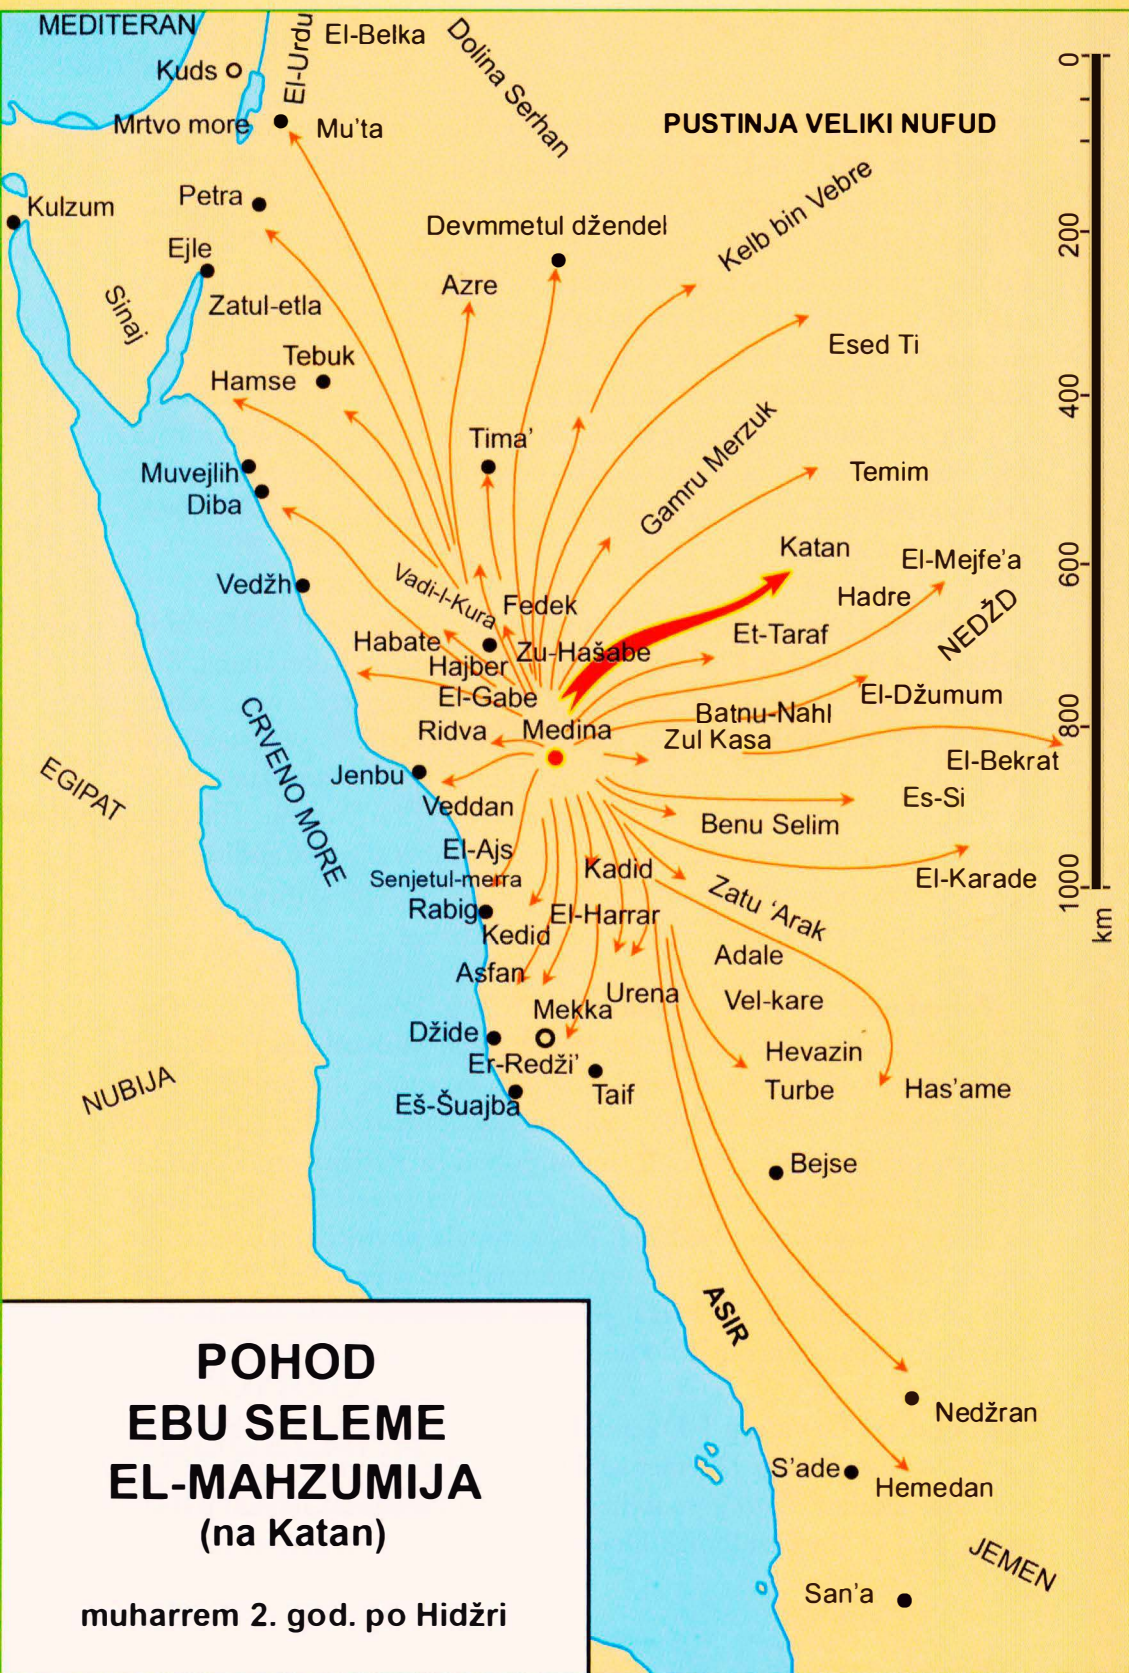 MEDITERAN
El-Belka
Dolina Serhan
El-Urdu
Kuds
Mrtvo more
Mu’ta
PUSTINJA VELIKI NUFUD
0
Petra
Kulzum
Devmmetul džendel
Kelb bin Vebre
200
Ejle
Sinaj
Zatul-etla
Azre
Esed Ti
Tebuk
Hamse
400
Tima’
Gamru Merzuk
Temim
Muvejlih
Diba
Katan
El-Mejfe’a
600
Vedžh
Vadi-l-Kura
Fedek
Hadre
NEDŽD
Habate
Hajber
Zu-Hašabe
Et-Taraf
El-Gabe
El-Džumum
Ridva
Medina
Batnu-Nahl
Zul Kasa
800
El-Bekrat
CRVENO MORE
EGIPAT
Jenbu
Veddan
Es-Si
Benu Selim
El-Ajs
Senjetul-merra
Kadid
Zatu ‘Arak
El-Karade
1000
km
Rabig
El-Harrar
Kedid
Adale
Asfan
Urena
Vel-kare
Mekka
Džide
Er-Redži’
Hevazin
Turbe
Has’ame
NUBIJA
Eš-Šuajba
Taif
Bejse
ASIR
Nedžran
S’ade
Hemedan
JEMEN
San’a
POHOD
EBU SELEME
EL-MAHZUMIJA
(na Katan)
muharrem 2. god. po Hidžri